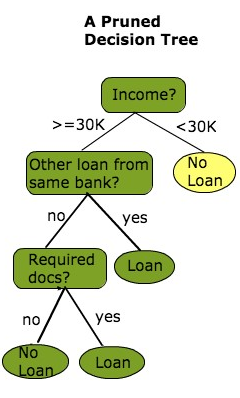 A Pruned
Decision Tree
Income?
>=30K
<30K
Other loan from
same bank?
No
Loan
no
yes
Required
docs?
Loan
no
yes
No
Loan
Loan